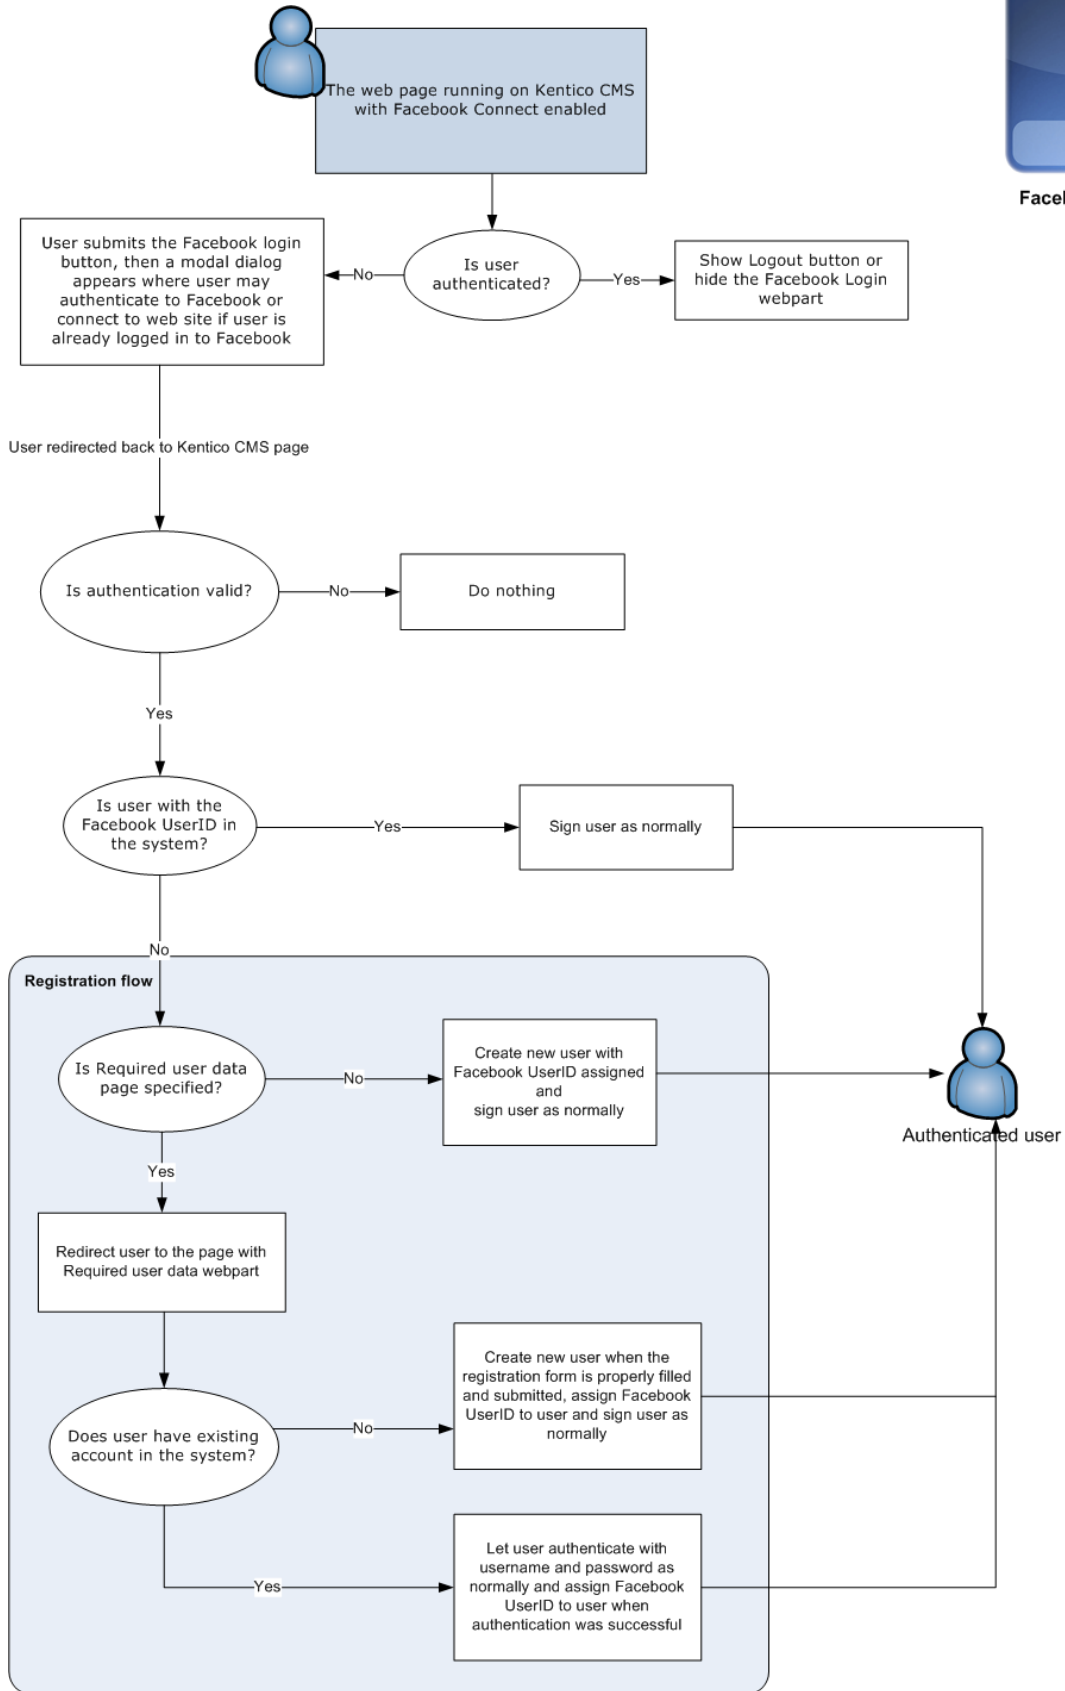 The web page running on Kentico CMS
with Facebook Connect enabled
User submits the Facebook login
button, then a modal dialog
appears where user may
authenticate to Facebook or
connect to web site if user is
already logged in to Facebook
No
Is user
authenticated?
Yes
Show Logout button or
hide the Facebook Login
webpart
User redirected back to Kentico CMS page
Is authentication valid?
No
Do nothing
Yes
Is user with the
Facebook UserID in
the system?
Yes
Sign user as normally
No
Registration flow
Is Required user data
page specified?
No
Create new user with
Facebook UserID assigned
and
sign user as normally
Authenticated user
Yes
Redirect user to the page with
Required user data webpart
Does user have existing
account in the system?
No
Create new user when the
registration form is properly filled
and submitted, assign Facebook
UserID to user and sign user as
normally
Yes
Let user authenticate with
username and password as
normally and assign Facebook
UserID to user when
authentication was successful